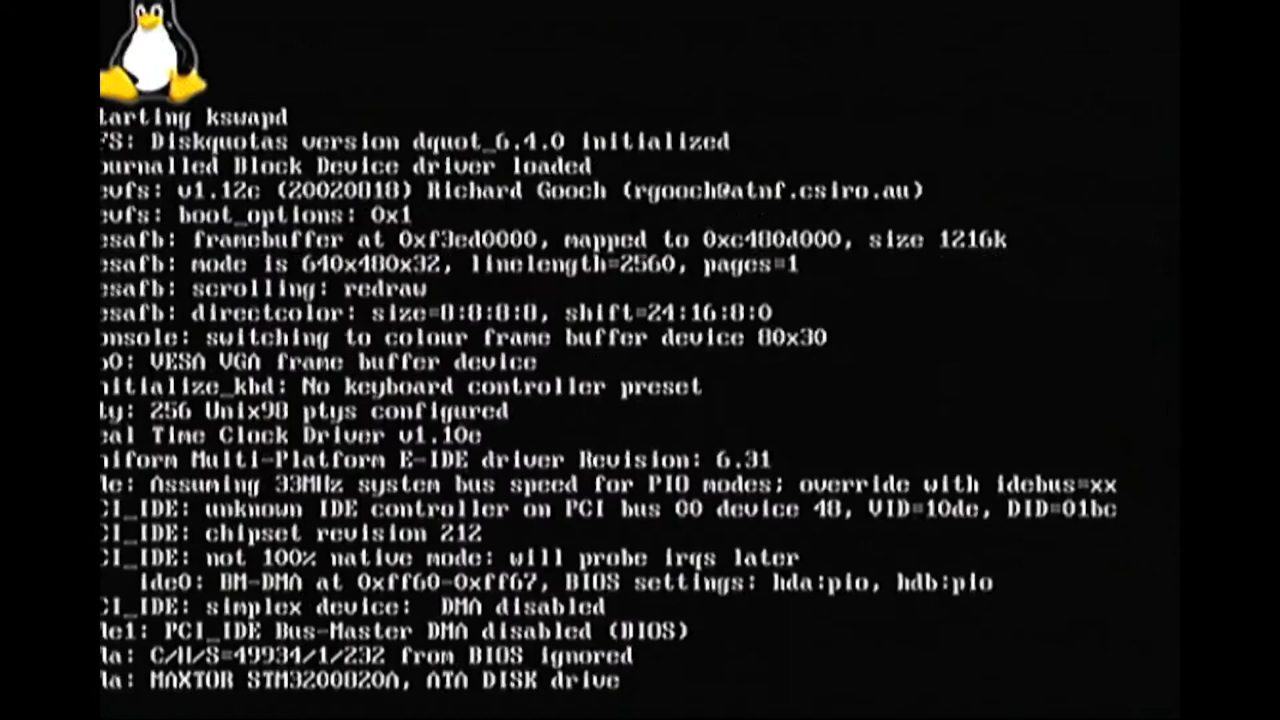 tarting kswapd
FS: Diskquotas version dquot_6.4.0 initialized
ournalled Block Device driver loaded
evfs: v1.12c (20020818) Richard Gooch (rgooch@atnf.csiro.au)
evfs: boot_options: 0x1
esafb: framebuffer at 0xf3ed0000, mapped to 0xc480d000, size 1216k
esafb: mode is 640x480x32, linelength=2560, pages=1
esafb: scrolling: redraw
esafb: directcolor: size=8:8:8:8, shift=24:16:8:0
onsole: switching to colour frame buffer device 80x30
b0: VESA VGA frame buffer device
nitialize_kbd: No keyboard controller preset
ty: 256 Unix98 ptys configured
eal Time Clock Driver v1.10e
niform Multi-Platform E-IDE driver Revision: 6.31
de: Assuming 33MHz system bus speed for PIO modes; override with idebus=xx
CI_IDE: unknown IDE controller on PCI bus 00 device 48, VID=10de, DID=01bc
CI_IDE: chipset revision 212
CI_IDE: not 100% native mode: will probe irqs later
ide0: BM-DMA at 0xff60-0xff67, BIOS settings: hda:pio, hdb:pio
CI_IDE: simplex device: DMA disabled
de1: PCI_IDE Bus-Master DMA disabled (BIOS)
da: C/H/S=49934/1/232 from BIOS ignored
da: MAXTOR STM3200820A, ATA DISK drive